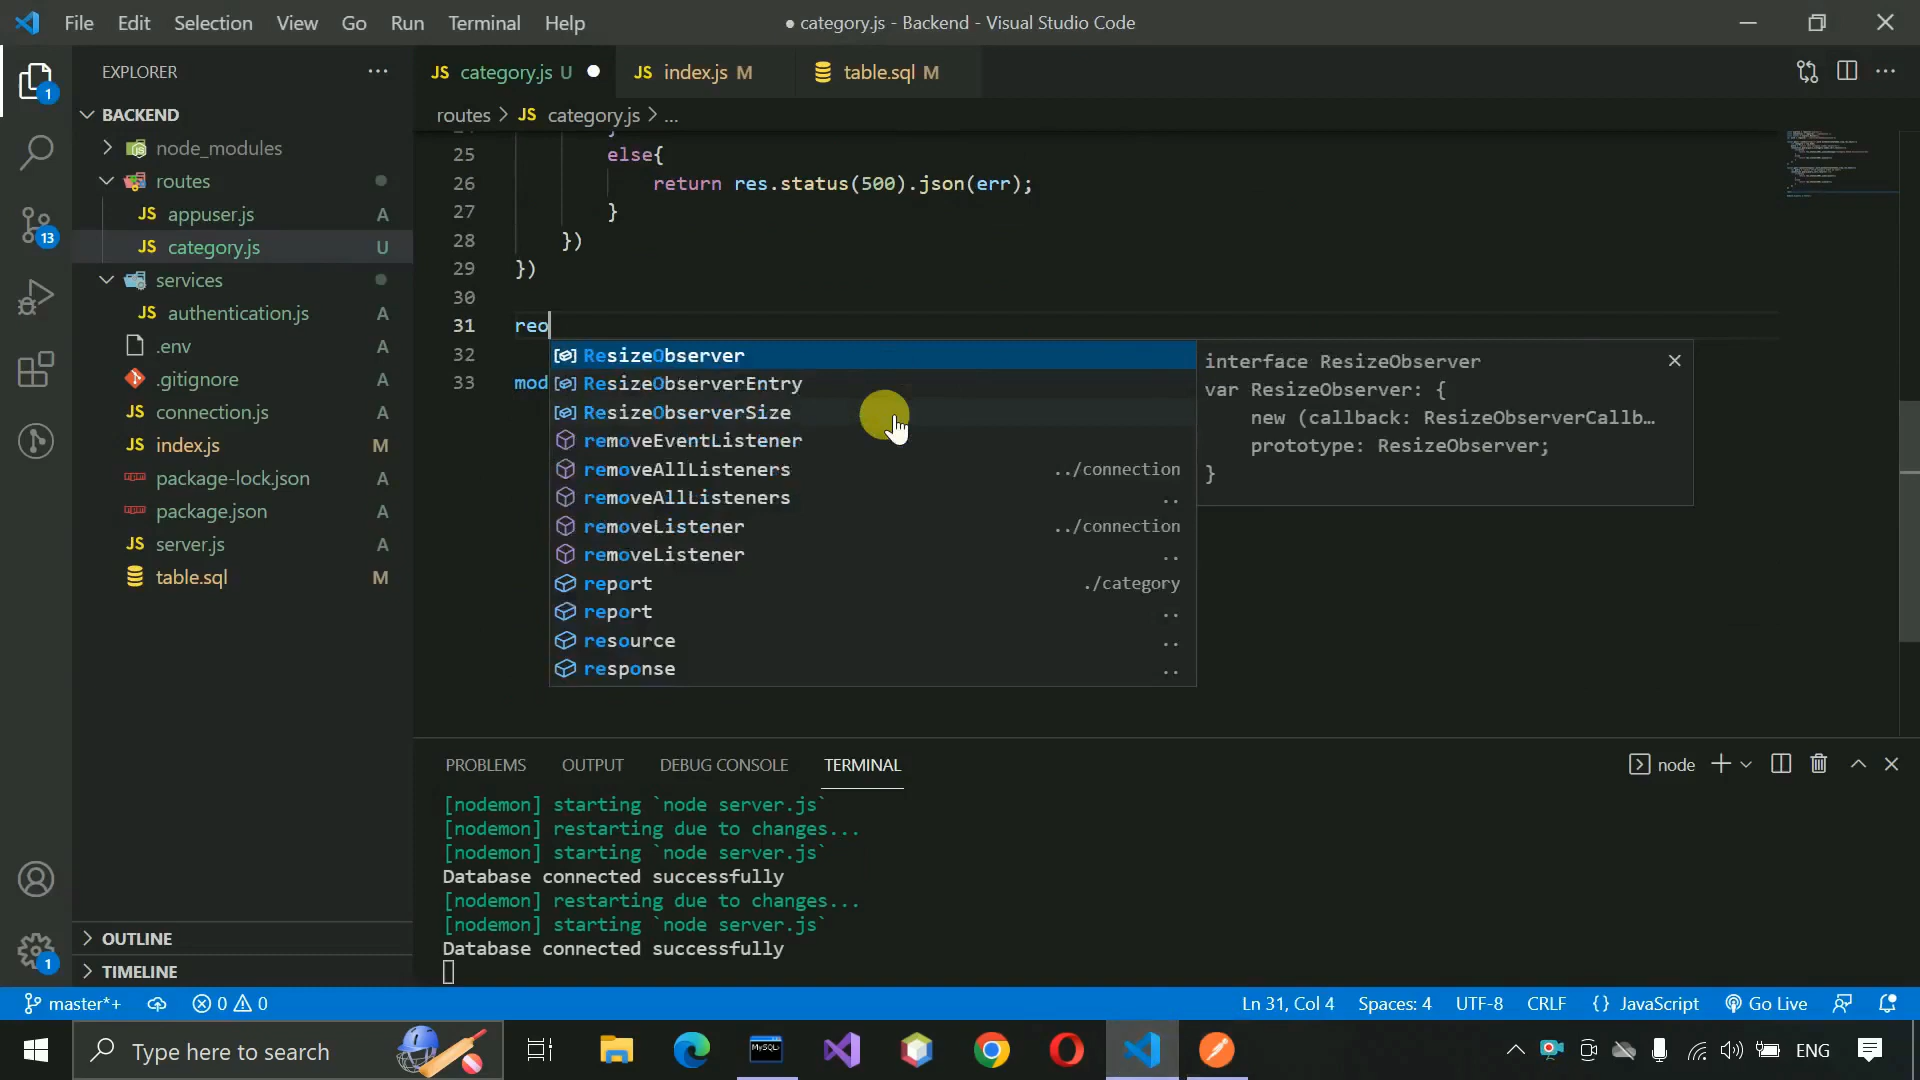 File Edit Selection View Go Run Terminal Help
● category.js - Backend - Visual Studio Code
EXPLORER
JS category.js U
JS index.js M
table.sql M
routes > JS category.js > ...
BACKEND
node_modules
routes
JS appuser.js A
JS category.js U
services
JS authentication.js A
.env A
.gitignore A
connection.js A
JS index.js M
package-lock.json A
package.json A
JS server.js A
table.sql M
OUTLINE
TIMELINE
1
13
1
25 else{
26 return res.status(500).json(err);
27 }
28 })
29 })
30
31 reo
32
33 mod
ResizeObserver
ResizeObserverEntry
ResizeObserverSize
removeEventListener
removeAllListeners ../connection
removeAllListeners ..
removeListener ../connection
removeListener ..
report ./category
report ..
resource ..
response ..
interface ResizeObserver
var ResizeObserver: {
new (callback: ResizeObserverCallb…
prototype: ResizeObserver;
}
PROBLEMS OUTPUT DEBUG CONSOLE TERMINAL
node
[nodemon] starting `node server.js`
[nodemon] restarting due to changes...
[nodemon] starting `node server.js`
Database connected successfully
[nodemon] restarting due to changes...
[nodemon] starting `node server.js`
Database connected successfully
master*+ 0 0
Ln 31, Col 4 Spaces: 4 UTF-8 CRLF {} JavaScript Go Live
Type here to search
MySQL
ENG